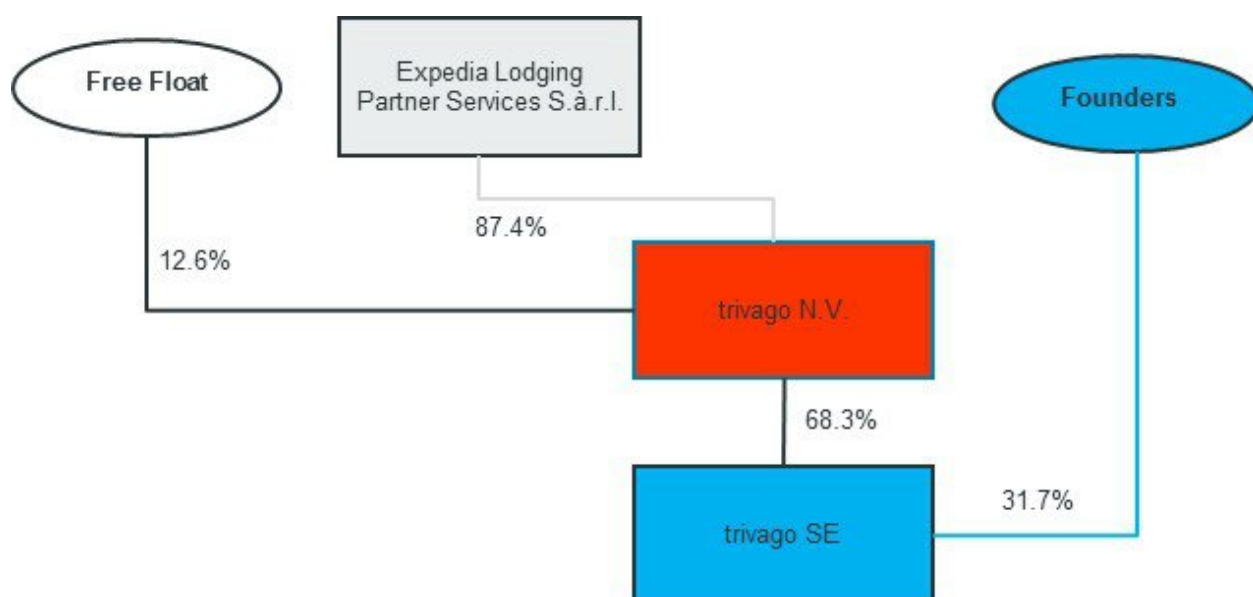 Free Float
Expedia Lodging
Partner Services S.à.r.l.
Founders
87.4%
12.6%
trivago N.V.
68.3%
31.7%
trivago SE